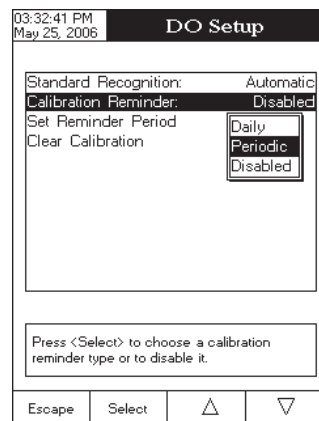 03:32:41 PM
May 25, 2006
DO Setup
Standard Recognition: Automatic
Calibration Reminder: Disabled
Set Reminder Period
Clear Calibration
Daily
Periodic
Disabled
Press <Select> to choose a calibration
reminder type or to disable it.
Escape Select △ ▽